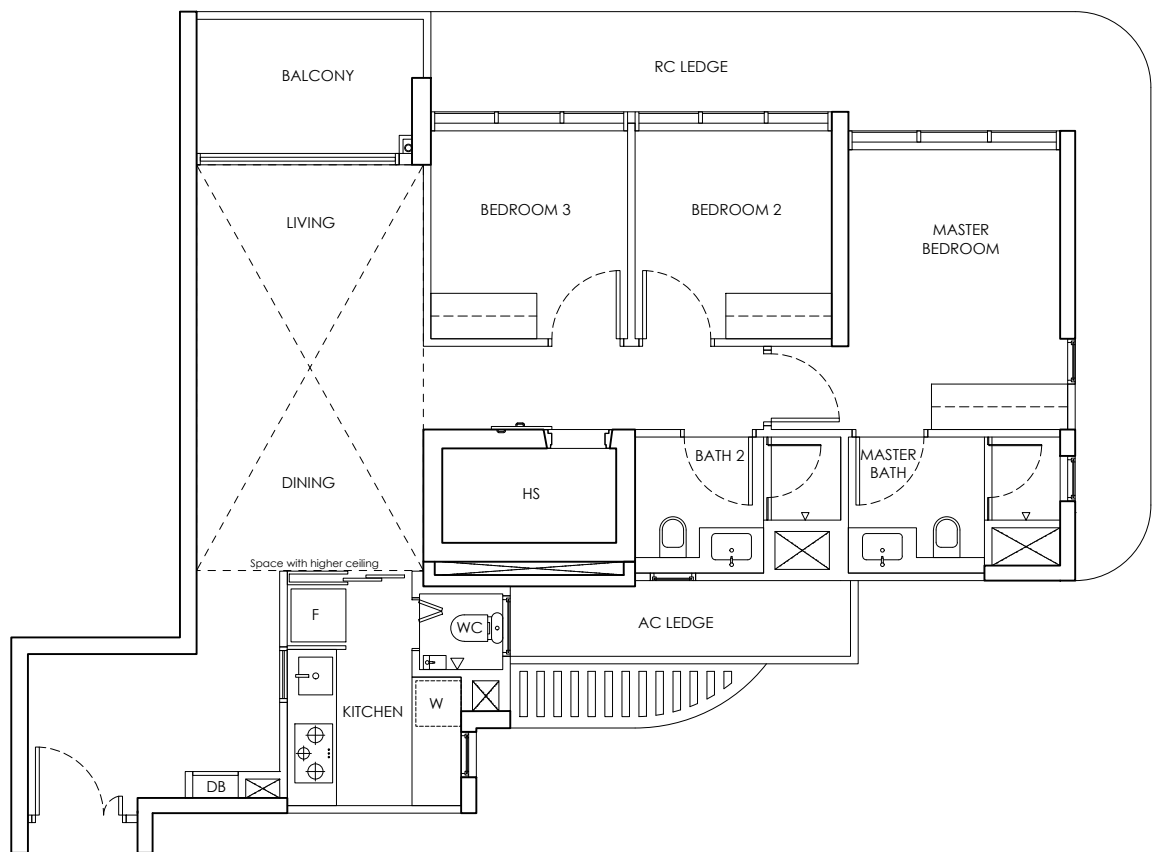 BALCONY
RC LEDGE
LIVING
BEDROOM 3
BEDROOM 2
MASTER
BEDROOM
DINING
HS
BATH 2
MASTER
BATH
Space with higher ceiling
F
WC
AC LEDGE
KITCHEN
W
DB